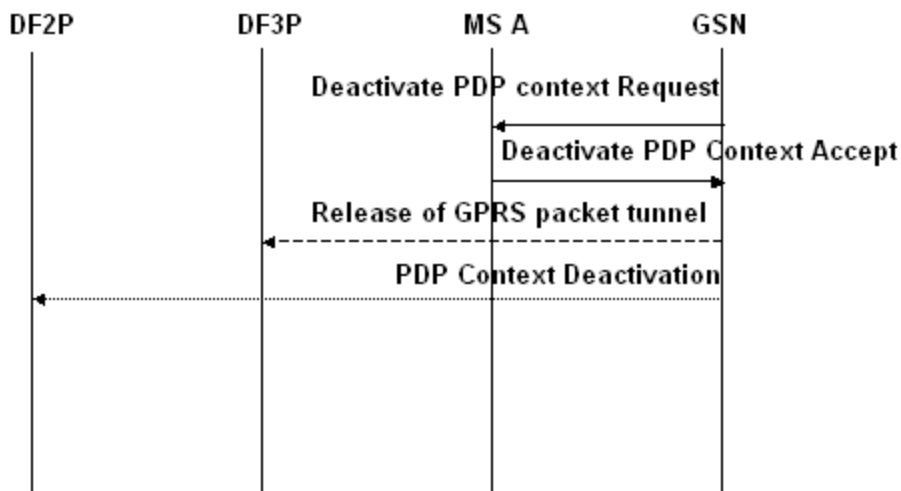 DF2P DF3P MS A GSN
Deactivate PDP context Request
Deactivate PDP Context Accept
Release of GPRS packet tunnel
PDP Context Deactivation